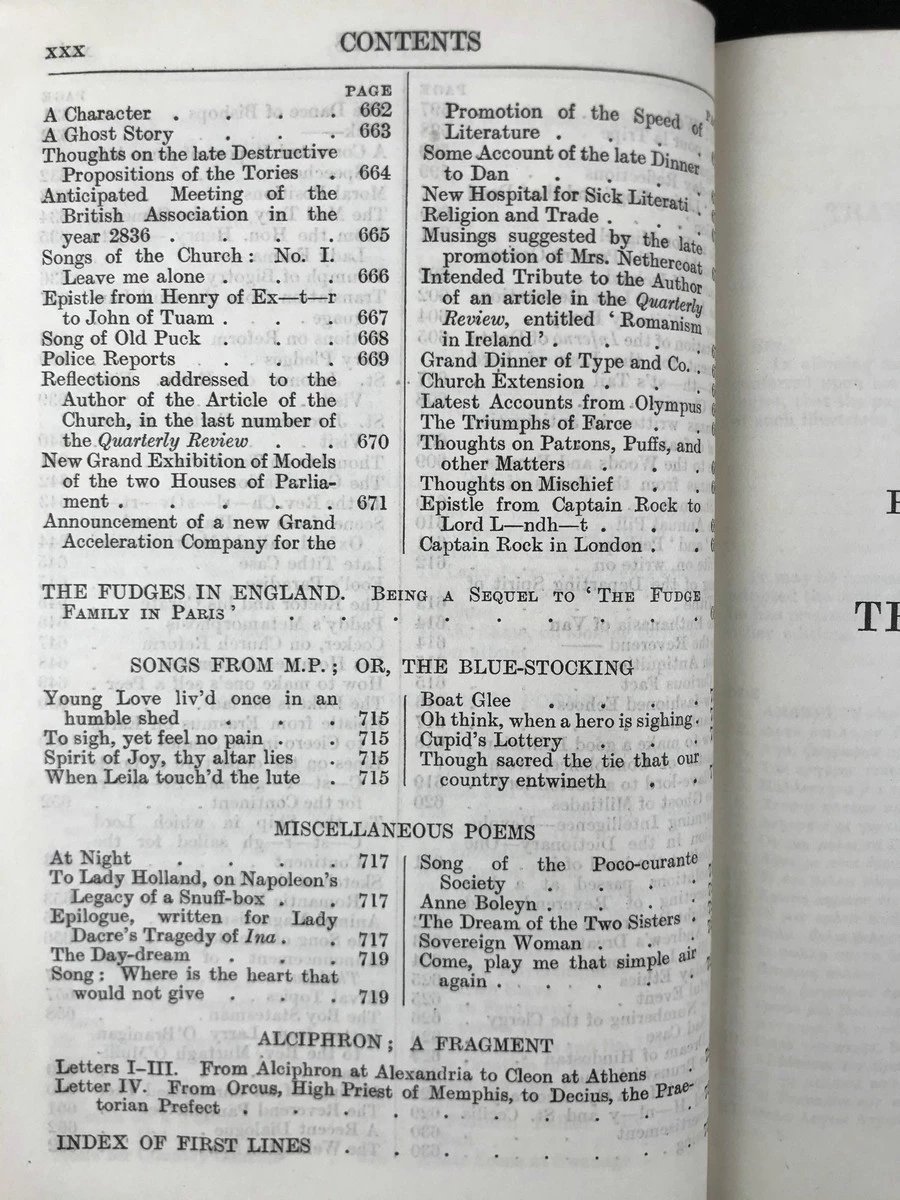 xxx
CONTENTS
PAGE
A Character . . . . 662
A Ghost Story . . . 663
Thoughts on the late Destructive
Propositions of the Tories . 664
Anticipated Meeting of the
British Association in the
year 2836 . . . . 665
Songs of the Church: No. I.
Leave me alone . . . 666
Epistle from Henry of Ex—t—r
to John of Tuam . . . 667
Song of Old Puck . . . 668
Police Reports . . . 669
Reflections addressed to the
Author of the Article of the
Church, in the last number of
the Quarterly Review . . 670
New Grand Exhibition of Models
of the two Houses of Parlia-
ment . . . . . 671
Announcement of a new Grand
Acceleration Company for the
Promotion of the Speed of
Literature . . . .
Some Account of the late Dinner
to Dan . . . .
New Hospital for Sick Literati .
Religion and Trade . . .
Musings suggested by the late
promotion of Mrs. Nethercoat
Intended Tribute to the Author
of an article in the Quarterly
Review, entitled ‘Romanism
in Ireland’ . . . .
Grand Dinner of Type and Co. .
Church Extension . . .
Latest Accounts from Olympus
The Triumphs of Farce . .
Thoughts on Patrons, Puffs, and
other Matters . . . .
Thoughts on Mischief . .
Epistle from Captain Rock to
Lord L—ndh—t . . .
Captain Rock in London . .
THE FUDGES IN ENGLAND. Being a Sequel to ‘The Fudge
Family in Paris’ . . . . . . . . .
SONGS FROM M.P.; OR, THE BLUE-STOCKING
Young Love liv’d once in an
humble shed . . . 715
To sigh, yet feel no pain . . 715
Spirit of Joy, thy altar lies . 715
When Leila touch’d the lute . 715
Boat Glee . . . .
Oh think, when a hero is sighing .
Cupid’s Lottery . . .
Though sacred the tie that our
country entwineth . .
MISCELLANEOUS POEMS
At Night . . . . 717
To Lady Holland, on Napoleon’s
Legacy of a Snuff-box . . 717
Epilogue, written for Lady
Dacre’s Tragedy of Ina . . 717
The Day-dream . . . 719
Song: Where is the heart that
would not give . . . 719
Song of the Poco-curante
Society . . . .
Anne Boleyn . . . .
The Dream of the Two Sisters .
Sovereign Woman . . .
Come, play me that simple air
again . . . . .
ALCIPHRON; A FRAGMENT
Letters I–III. From Alciphron at Alexandria to Cleon at Athens
Letter IV. From Orcus, High Priest of Memphis, to Decius, the Prae-
torian Prefect . . . . . . . . .
INDEX OF FIRST LINES . . . . . . .